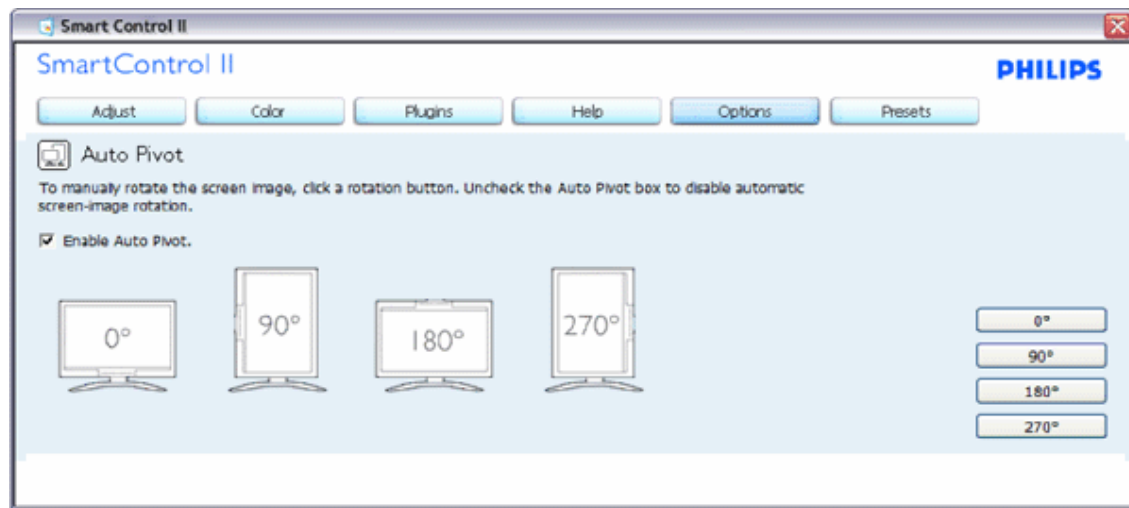 Smart Control II
SmartControl II
PHILIPS
Adjust
Color
Plugins
Help
Options
Presets
Auto Pivot
To manually rotate the screen image, click a rotation button. Uncheck the Auto Pivot box to disable automatic
screen-image rotation.
Enable Auto Pivot.
0°
90°
180°
270°
0°
90°
180°
270°